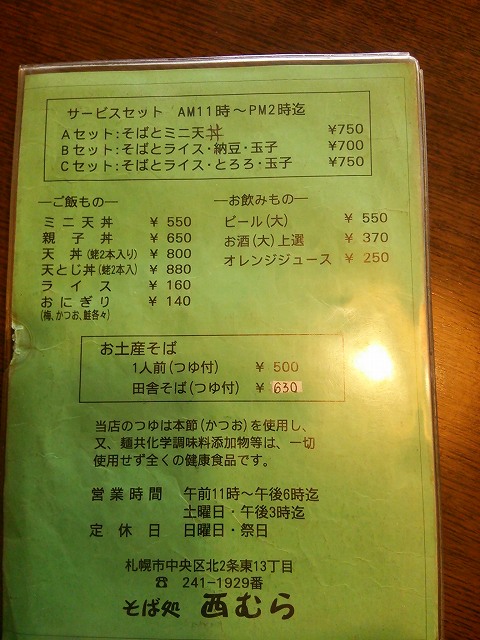 サービスセット AM11時〜PM2時迄
Aセット:そばとミニ天丼 ¥750
Bセット:そばとライス・納豆・玉子 ¥700
Cセット:そばとライス・とろろ・玉子 ¥750
―ご飯もの―
ミニ天丼 ¥ 550
親子丼 ¥ 650
天丼(蛯2本入り) ¥ 800
天とじ丼(蛯2本入) ¥ 880
ライス ¥ 160
おにぎり ¥ 140
(梅、かつお、鮭各々)
―お飲みもの―
ビール(大) ¥ 550
お酒(大)上選 ¥ 370
オレンジジュース ¥ 250
お土産そば
1人前(つゆ付) ¥ 500
田舎そば(つゆ付) ¥ 630
当店のつゆは本節(かつお)を使用し、
又、麺共化学調味料添加物等は、一切
使用せず全くの健康食品です。
営業時間 午前11時〜午後6時迄
土曜日・午後3時迄
定休日 日曜日・祭日
札幌市中央区北2条東13丁目
☎ 241-1929番
そば処 西むら